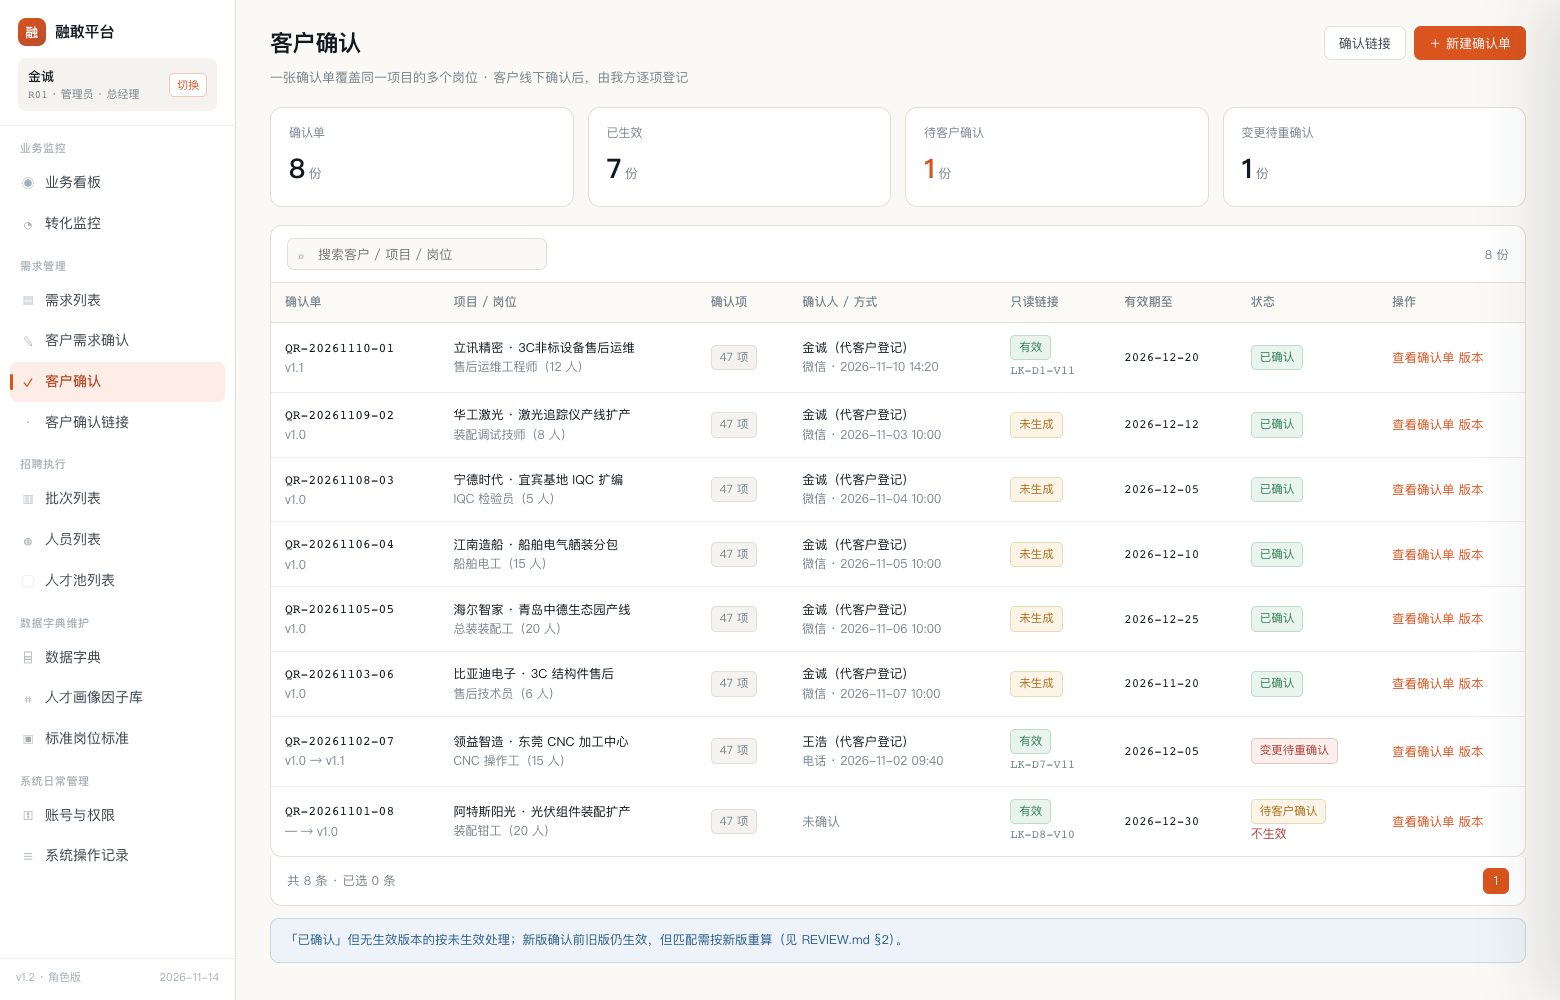 融 融敢平台
金诚
R01 · 管理员 · 总经理
切换
业务监控
业务看板
转化监控
需求管理
需求列表
客户需求确认
客户确认
客户确认链接
招聘执行
批次列表
人员列表
人才池列表
数据字典维护
数据字典
人才画像因子库
标准岗位标准
系统日常管理
账号与权限
系统操作记录
v1.2 · 角色版 2026-11-14
客户确认
一张确认单覆盖同一项目的多个岗位 · 客户线下确认后，由我方逐项登记
确认链接
＋ 新建确认单
确认单
8 份
已生效
7 份
待客户确认
1 份
变更待重确认
1 份
搜索客户 / 项目 / 岗位
8 份
确认单 项目 / 岗位 确认项 确认人 / 方式 只读链接 有效期至 状态 操作
QR-20261110-01 立讯精密 · 3C非标设备售后运维 47 项 金诚（代客户登记） 有效 2026-12-20 已确认 查看确认单 版本
v1.1 售后运维工程师（12 人） 微信 · 2026-11-10 14:20 LK-D1-V11
QR-20261109-02 华工激光 · 激光追踪仪产线扩产 47 项 金诚（代客户登记） 未生成 2026-12-12 已确认 查看确认单 版本
v1.0 装配调试技师（8 人） 微信 · 2026-11-03 10:00
QR-20261108-03 宁德时代 · 宜宾基地 IQC 扩编 47 项 金诚（代客户登记） 未生成 2026-12-05 已确认 查看确认单 版本
v1.0 IQC 检验员（5 人） 微信 · 2026-11-04 10:00
QR-20261106-04 江南造船 · 船舶电气舾装分包 47 项 金诚（代客户登记） 未生成 2026-12-10 已确认 查看确认单 版本
v1.0 船舶电工（15 人） 微信 · 2026-11-05 10:00
QR-20261105-05 海尔智家 · 青岛中德生态园产线 47 项 金诚（代客户登记） 未生成 2026-12-25 已确认 查看确认单 版本
v1.0 总装装配工（20 人） 微信 · 2026-11-06 10:00
QR-20261103-06 比亚迪电子 · 3C 结构件售后 47 项 金诚（代客户登记） 未生成 2026-11-20 已确认 查看确认单 版本
v1.0 售后技术员（6 人） 微信 · 2026-11-07 10:00
QR-20261102-07 领益智造 · 东莞 CNC 加工中心 47 项 王浩（代客户登记） 有效 2026-12-05 变更待重确认 查看确认单 版本
v1.0 → v1.1 CNC 操作工（15 人） 电话 · 2026-11-02 09:40 LK-D7-V11
QR-20261101-08 阿特斯阳光 · 光伏组件装配扩产 47 项 未确认 有效 2026-12-30 待客户确认 查看确认单 版本
— → v1.0 装配钳工（20 人） LK-D8-V10 不生效
共 8 条 · 已选 0 条 1
「已确认」但无生效版本的按未生效处理；新版确认前旧版仍生效，但匹配需按新版重算（见 REVIEW.md §2）。